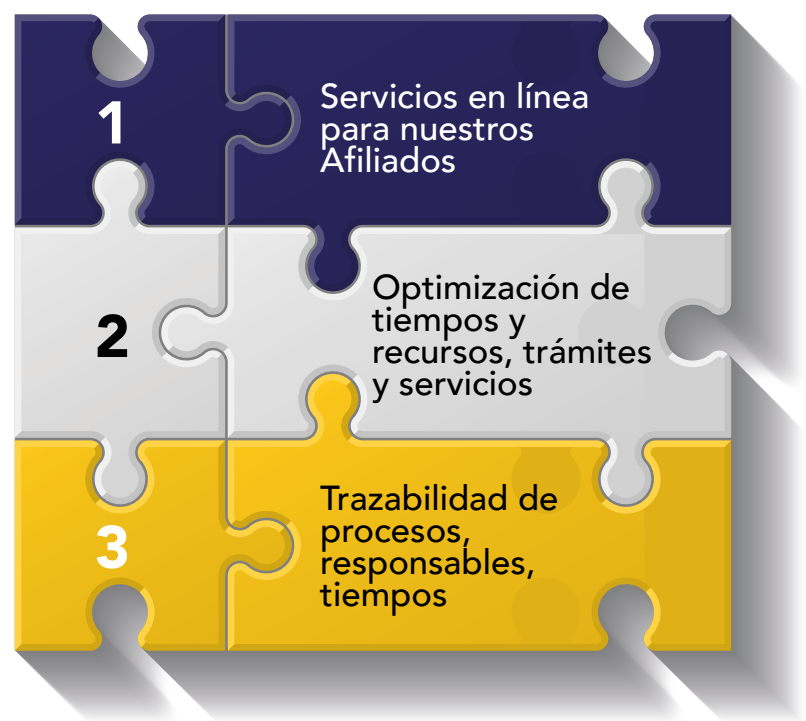 1
Servicios en línea
para nuestros
Afiliados
2
Optimización de
tiempos y
recursos, trámites
y servicios
3
Trazabilidad de
procesos,
responsables,
tiempos